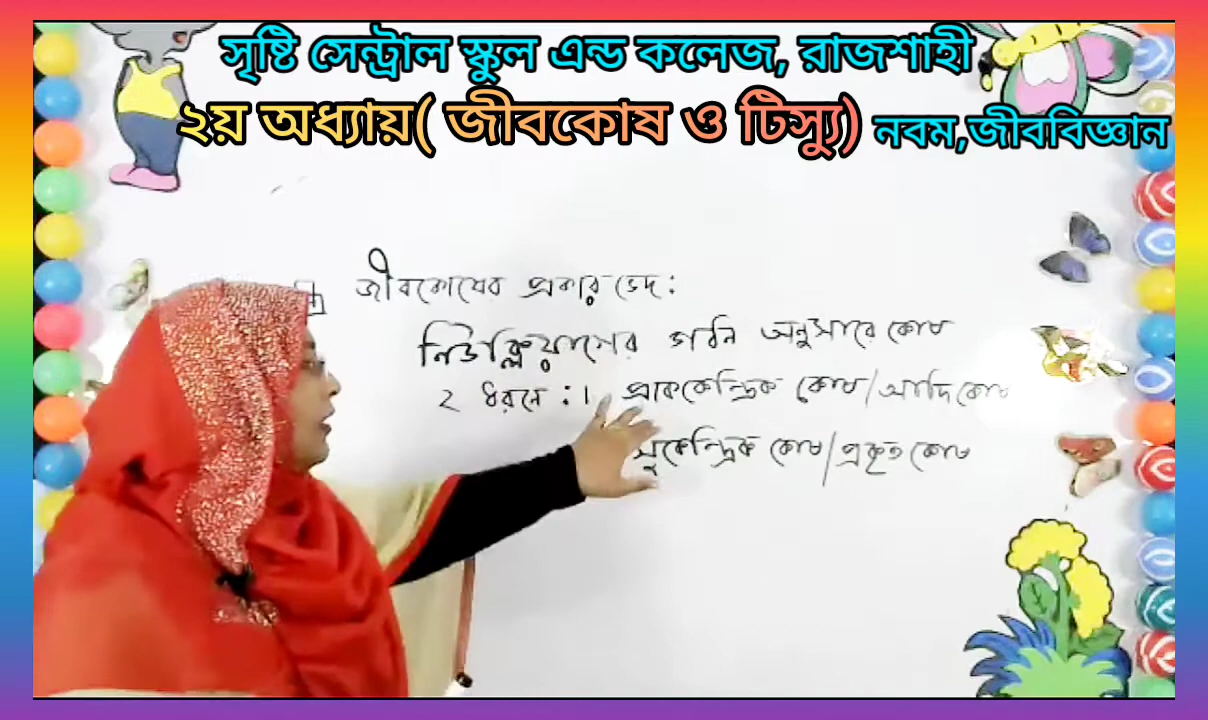 সৃষ্টি সেন্ট্রাল স্কুল এন্ড কলেজ, রাজশাহী
২য় অধ্যায়( জীবকোষ ও টিস্যু) নবম,জীববিজ্ঞান
জীবকোষের প্রকারভেদ :
নিউক্লিয়াসের গঠন অনুসারে কোষ
২ ধরনের : ১। প্রাককেন্দ্রিক কোষ/আদি কোষ
সুকেন্দ্রিক কোষ/প্রকৃত কোষ